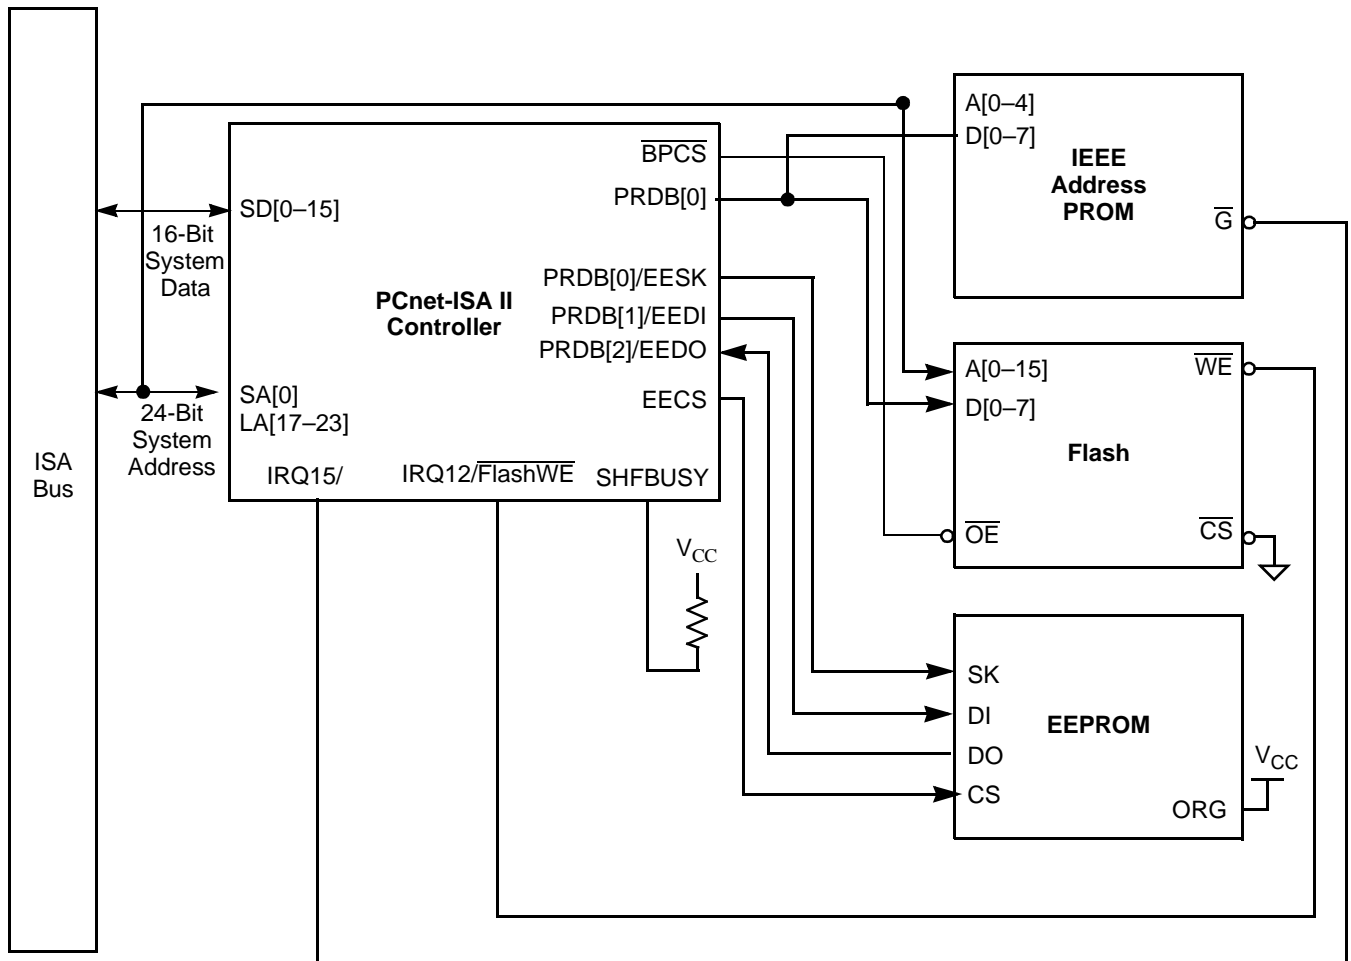 ISA
Bus
16-Bit
System
Data
24-Bit
System
Address
SD[0–15]
SA[0]
LA[17–23]
PCnet-ISA II
Controller
BPCS
PRDB[0]
PRDB[0]/EESK
PRDB[1]/EEDI
PRDB[2]/EEDO
EECS
IRQ15/
IRQ12/FlashWE
SHFBUSY
VCC
A[0–4]
D[0–7]
IEEE
Address
PROM
G
A[0–15]
D[0–7]
WE
Flash
OE
CS
SK
DI
DO
CS
EEPROM
ORG
VCC